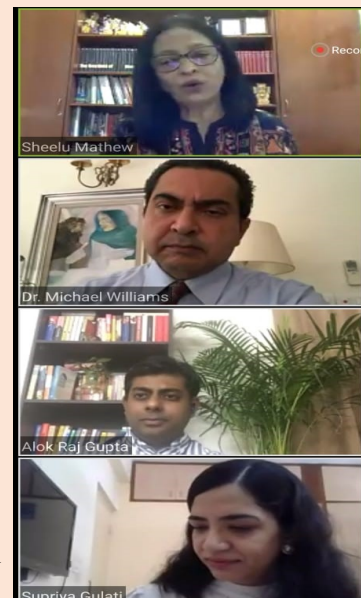 Reco
Sheelu Mathew
Dr. Michael Williams
Alok Raj Gupta
Supriya Gulati